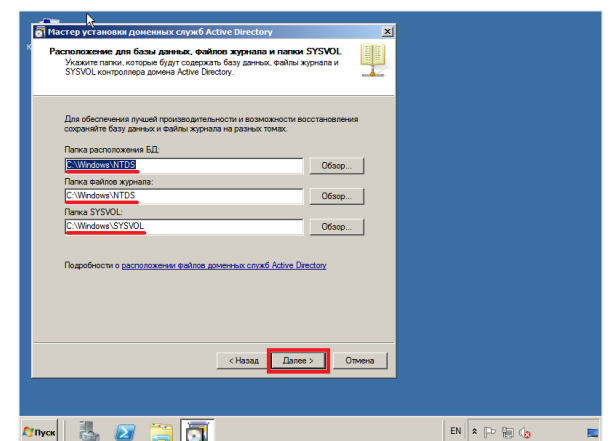 Мастер установки доменных служб Active Directory
Расположение для базы данных, файлов журнала и папки SYSVOL
Укажите папки, которые будут содержать базу данных, файлы журнала и
SYSVOL контроллера домена Active Directory.
Для обеспечения лучшей производительности и возможности восстановления
сохраняйте базу данных и файлы журнала на разных томах.
Папка расположения БД:
C:\Windows\NTDS
Обзор...
Папка файлов журнала:
C:\Windows\NTDS
Обзор...
Папка SYSVOL:
C:\Windows\SYSVOL
Обзор...
Подробности о расположении файлов доменных служб Active Directory
< Назад
Далее >
Отмена
Пуск
EN